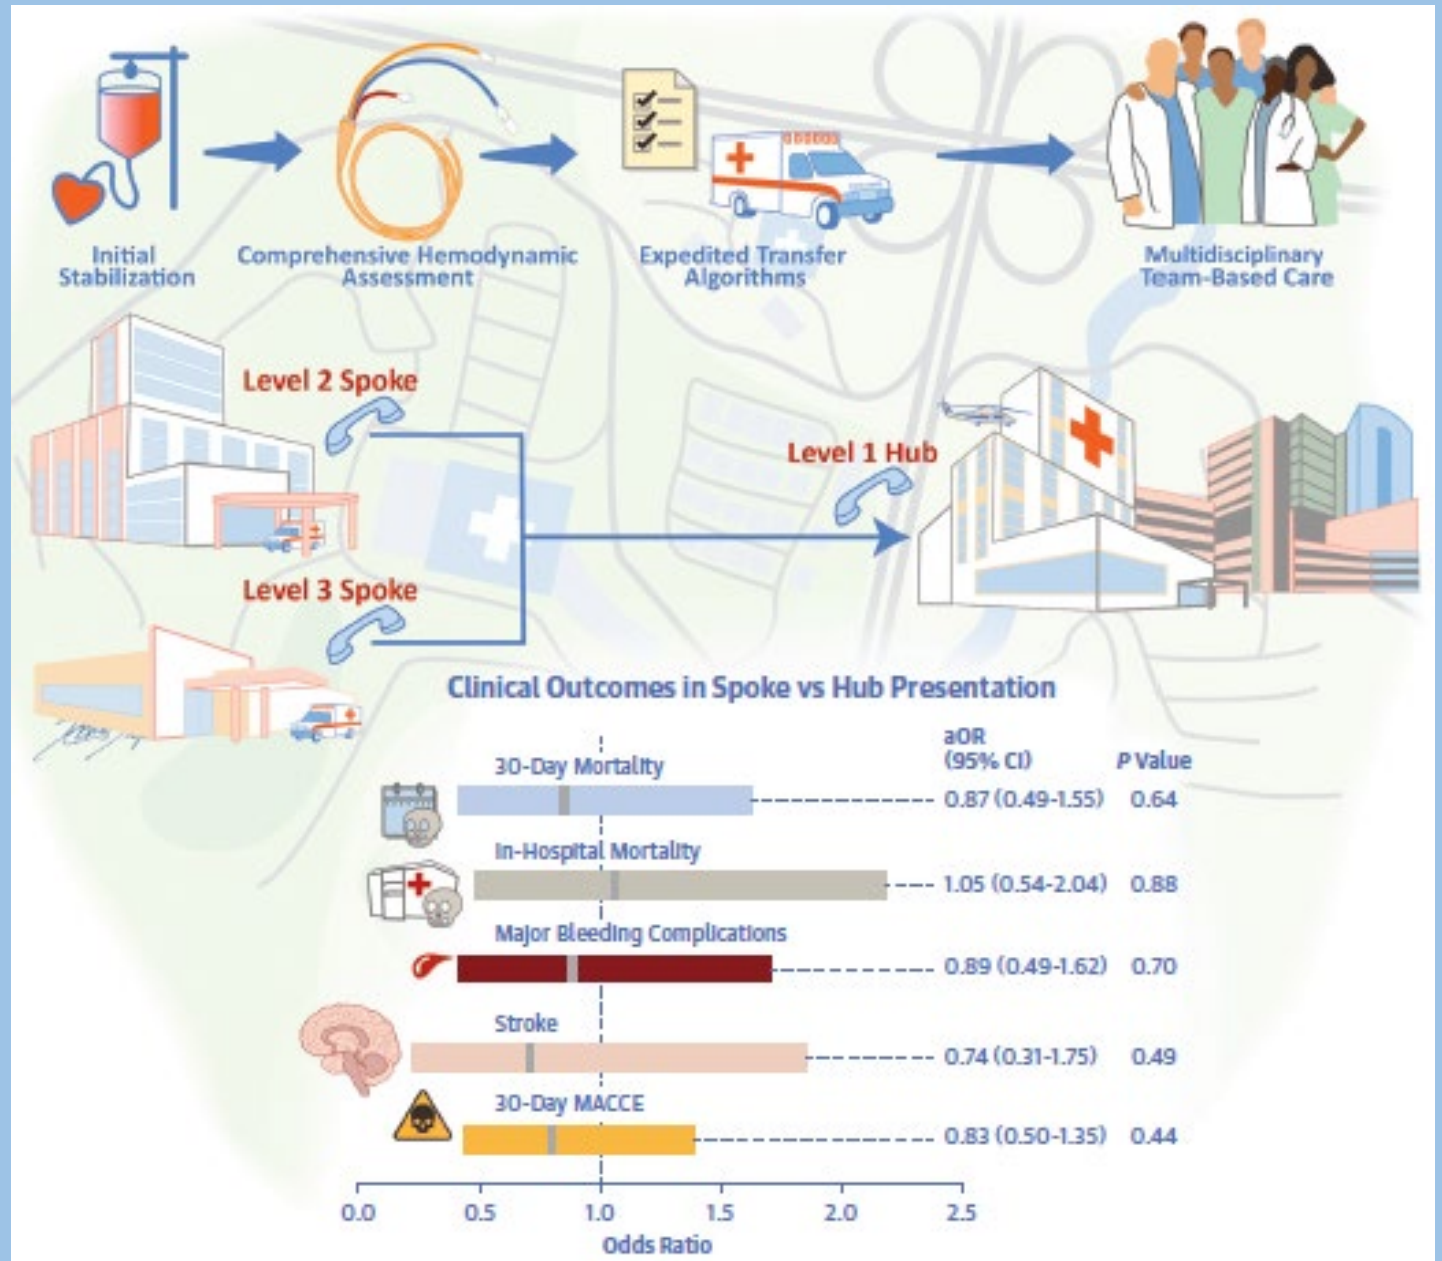 Initial
Stabilization
Comprehensive Hemodynamic
Assessment
Expedited Transfer
Algorithms
Multidisciplinary
Team-Based Care
Level 2 Spoke
Level 1 Hub
Level 3 Spoke
Clinical Outcomes in Spoke vs Hub Presentation
aOR
(95% CI) P Value
30-Day Mortality
0.87 (0.49-1.55) 0.64
In-Hospital Mortality
1.05 (0.54-2.04) 0.88
Major Bleeding Complications
0.89 (0.49-1.62) 0.70
Stroke
0.74 (0.31-1.75) 0.49
30-Day MACCE
0.83 (0.50-1.35) 0.44
0.0 0.5 1.0 1.5 2.0 2.5
Odds Ratio